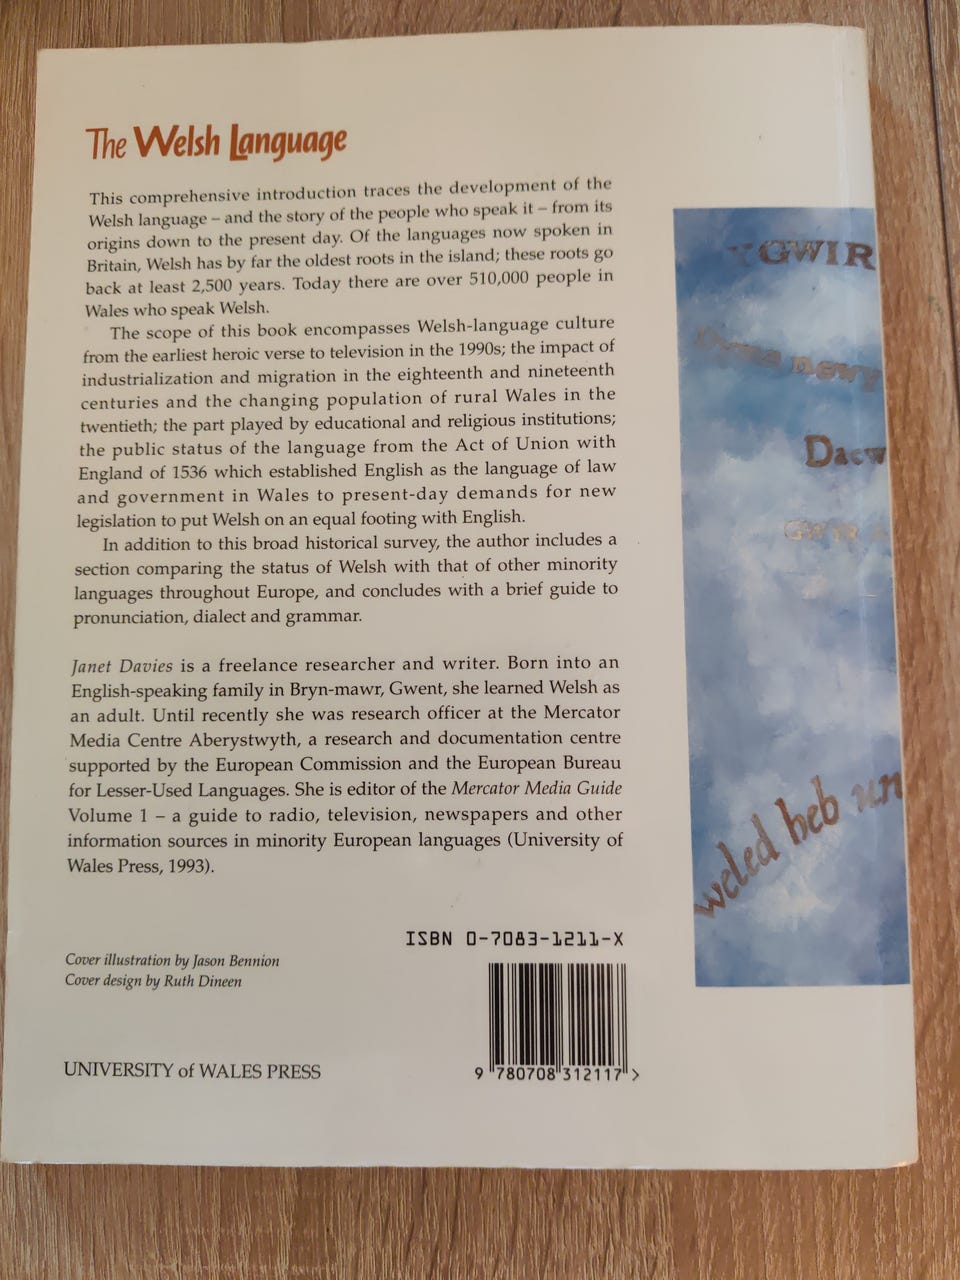 The Welsh Language
This comprehensive introduction traces the development of the
Welsh language – and the story of the people who speak it – from its
origins down to the present day. Of the languages now spoken in
Britain, Welsh has by far the oldest roots in the island; these roots go
back at least 2,500 years. Today there are over 510,000 people in
Wales who speak Welsh.
The scope of this book encompasses Welsh-language culture
from the earliest heroic verse to television in the 1990s; the impact of
industrialization and migration in the eighteenth and nineteenth
centuries and the changing population of rural Wales in the
twentieth; the part played by educational and religious institutions;
the public status of the language from the Act of Union with
England of 1536 which established English as the language of law
and government in Wales to present-day demands for new
legislation to put Welsh on an equal footing with English.
In addition to this broad historical survey, the author includes a
section comparing the status of Welsh with that of other minority
languages throughout Europe, and concludes with a brief guide to
pronunciation, dialect and grammar.
Janet Davies is a freelance researcher and writer. Born into an
English-speaking family in Bryn-mawr, Gwent, she learned Welsh as
an adult. Until recently she was research officer at the Mercator
Media Centre Aberystwyth, a research and documentation centre
supported by the European Commission and the European Bureau
for Lesser-Used Languages. She is editor of the Mercator Media Guide
Volume 1 – a guide to radio, television, newspapers and other
information sources in minority European languages (University of
Wales Press, 1993).
Cover illustration by Jason Bennion
Cover design by Ruth Dineen
UNIVERSITY of WALES PRESS
ISBN 0-7083-1211-X
9 780708 312117 >
Y GWIR
newy
Dacw
GWIR
weled heb un